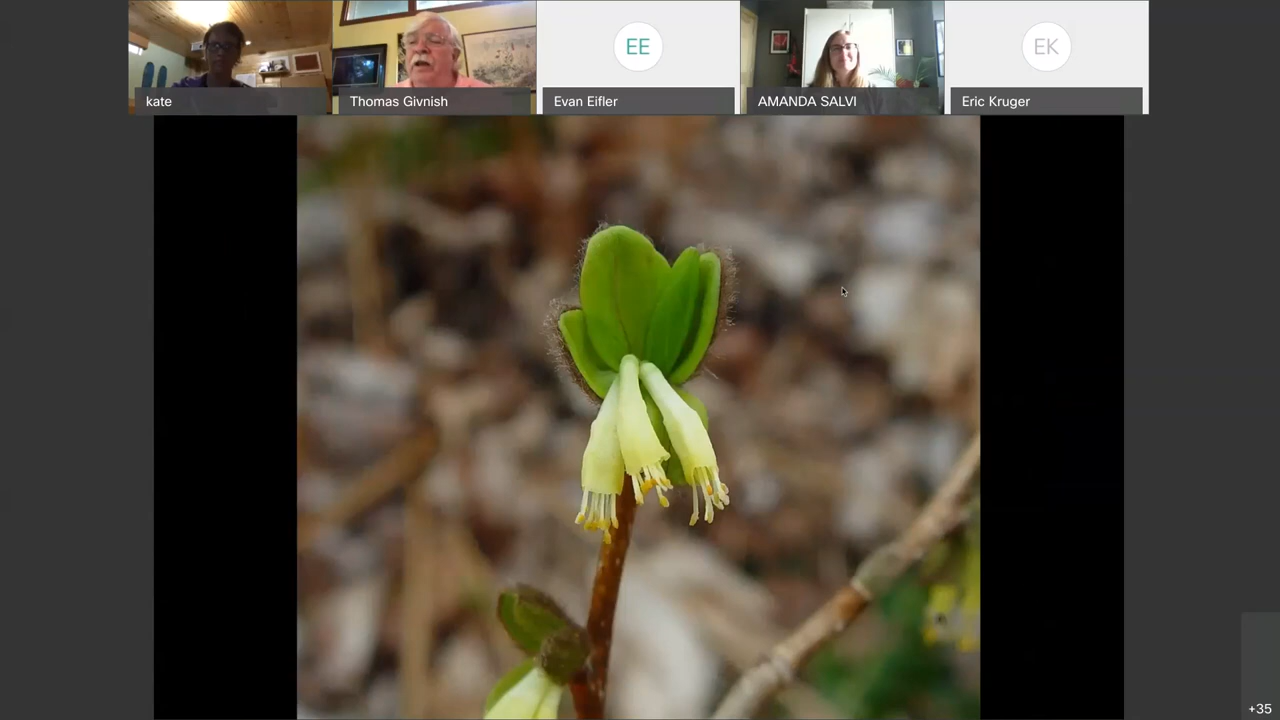 EE
EK
kate
Thomas Givnish
Evan Eifler
AMANDA SALVI
Eric Kruger
+35